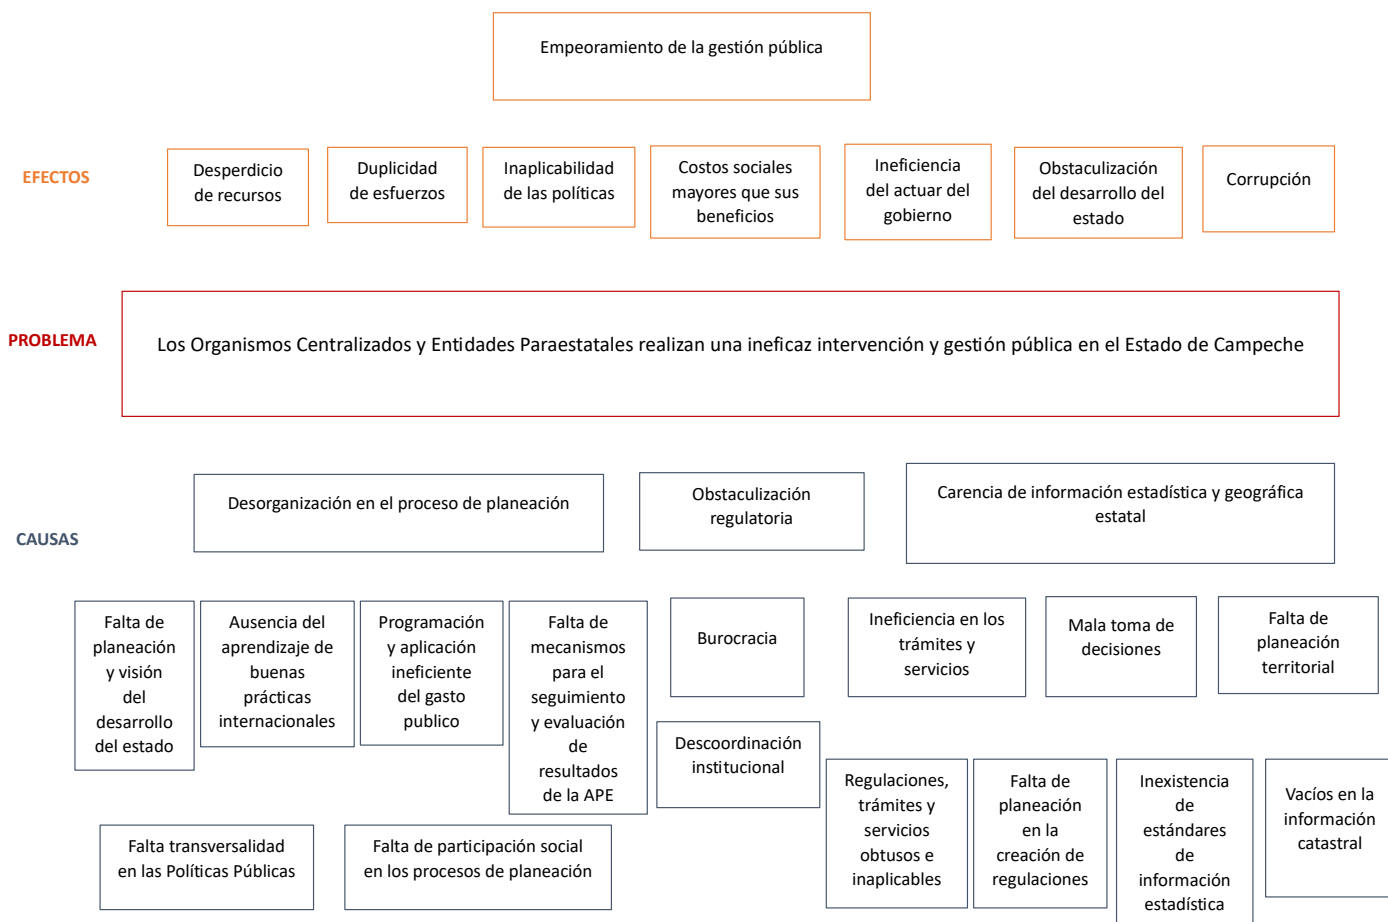 Empeoramiento de la gestión pública
EFECTOS
Desperdicio
de recursos
Duplicidad
de esfuerzos
Inaplicabilidad
de las políticas
Costos sociales
mayores que sus
beneficios
Ineficiencia
del actuar del
gobierno
Obstaculización
del desarrollo del
estado
Corrupción
PROBLEMA
Los Organismos Centralizados y Entidades Paraestatales realizan una ineficaz intervención y gestión pública en el Estado de Campeche
CAUSAS
Desorganización en el proceso de planeación
Obstaculización
regulatoria
Carencia de información estadística y geográfica
estatal
Falta de
planeación
y visión
del
desarrollo
del estado
Ausencia del
aprendizaje de
buenas
prácticas
internacionales
Programación
y aplicación
ineficiente
del gasto
publico
Falta de
mecanismos
para el
seguimiento
y evaluación
de
resultados
de la APE
Burocracia
Ineficiencia en los
trámites y
servicios
Mala toma de
decisiones
Falta de
planeación
territorial
Descoordinación
institucional
Regulaciones,
trámites y
servicios
obtusos e
inaplicables
Falta de
planeación
en la
creación de
regulaciones
Inexistencia
de
estándares
de
información
estadística
Vacíos en la
información
catastral
Falta transversalidad
en las Políticas Públicas
Falta de participación social
en los procesos de planeación